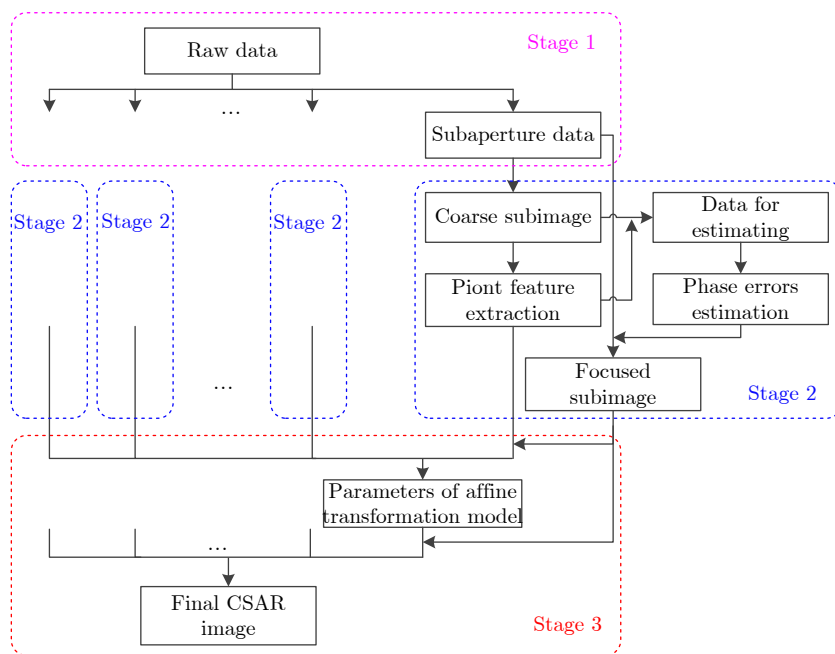 Stage 1
Raw data
...
Subaperture data
Stage 2
Stage 2
Stage 2
Coarse subimage
Data for
estimating
Piont feature
extraction
Phase errors
estimation
...
Focused
subimage
Stage 2
Parameters of affine
transformation model
...
Final CSAR
image
Stage 3